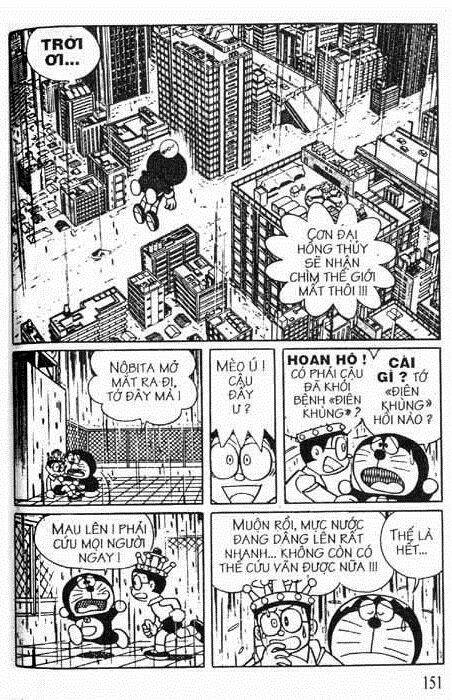 TRỜI
ƠI...
CƠN ĐẠI
HỒNG THỦY
SẼ NHẬN
CHÌM THẾ GIỚI
MẤT THÔI !!!
NÔBITA MỞ
MẮT RA ĐI,
TỚ ĐÂY MÀ !
MÈO Ú !
CẬU
ĐẤY
Ư ?
HOAN HÔ !
CÓ PHẢI CẬU
ĐÃ KHỎI
BỆNH «ĐIÊN
KHÙNG» ?
CÁI
GÌ ? TỚ
«ĐIÊN
KHÙNG»
HỒI NÀO ?
MAU LÊN ! PHẢI
CỨU MỌI NGƯỜI
NGAY !
MUỘN RỒI, MỰC NƯỚC
ĐANG DÂNG LÊN RẤT
NHANH... KHÔNG CÒN CÓ
THỂ CỨU VÃN ĐƯỢC NỮA !!!
THẾ LÀ
HẾT...
151